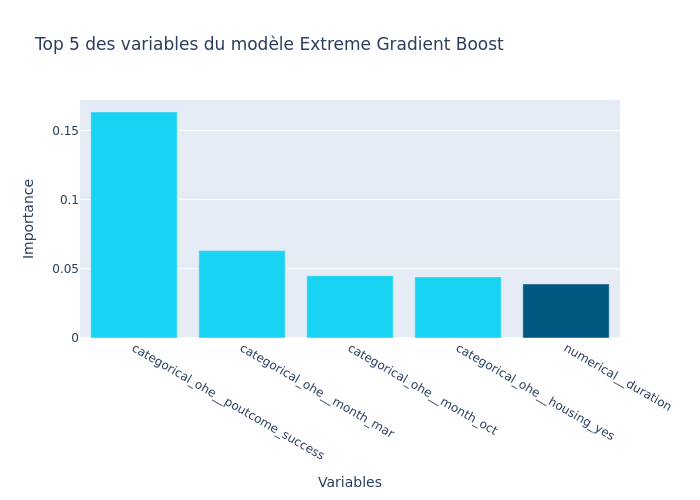 Top 5 des variables du modèle Extreme Gradient Boost
Importance
0.15
0.1
0.05
0
categorical_ohe__poutcome_success
categorical_ohe__month_mar
categorical_ohe__month_oct
categorical_ohe__housing_yes
numerical__duration
Variables